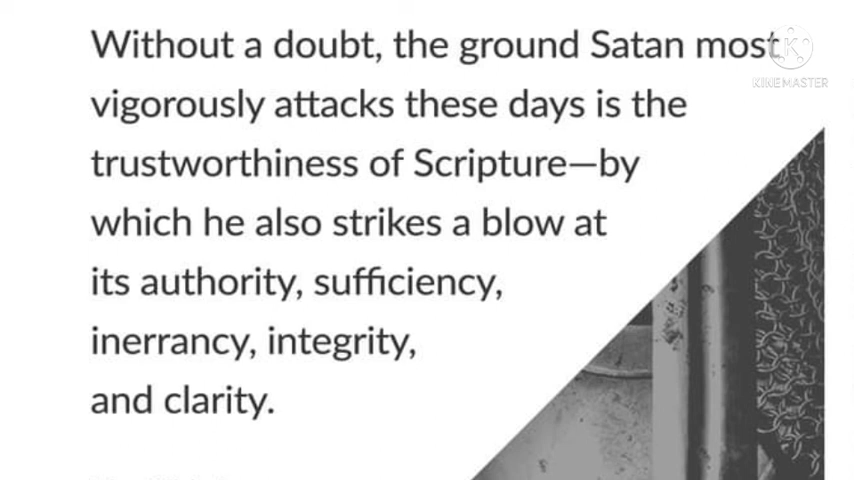 Without a doubt, the ground Satan most
vigorously attacks these days is the
trustworthiness of Scripture—by
which he also strikes a blow at
its authority, sufficiency,
inerrancy, integrity,
and clarity.
K
KINEMASTER